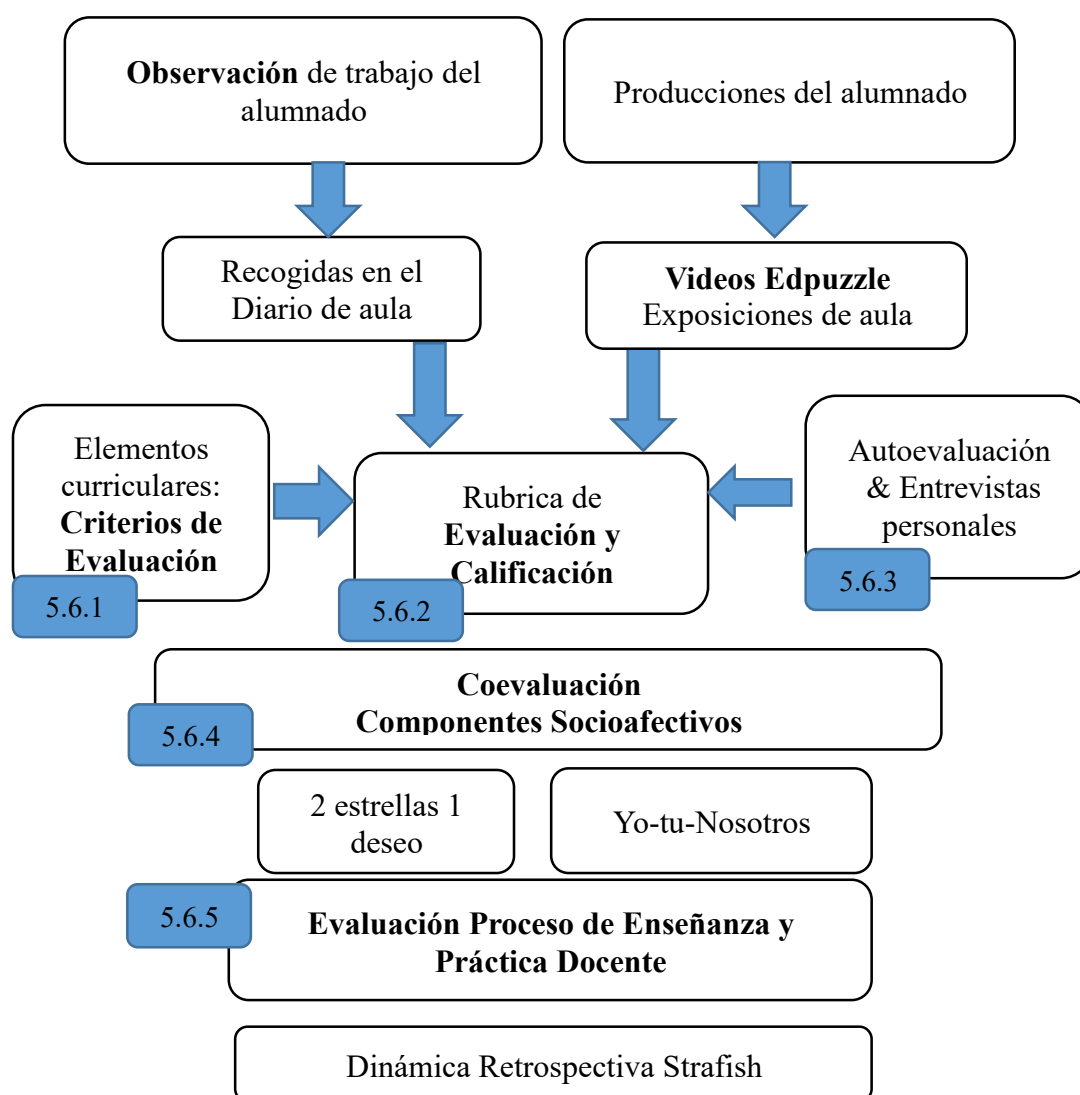 Observación de trabajo del
alumnado
Producciones del alumnado
Recogidas en el
Diario de aula
Videos Edpuzzle
Exposiciones de aula
Elementos
curriculares:
Criterios de
Evaluación
5.6.1
Rubrica de
Evaluación y
Calificación
5.6.2
Autoevaluación
& Entrevistas
personales
5.6.3
Coevaluación
Componentes Socioafectivos
5.6.4
2 estrellas 1
deseo
Yo-tu-Nosotros
5.6.5
Evaluación Proceso de Enseñanza y
Práctica Docente
Dinámica Retrospectiva Strafish